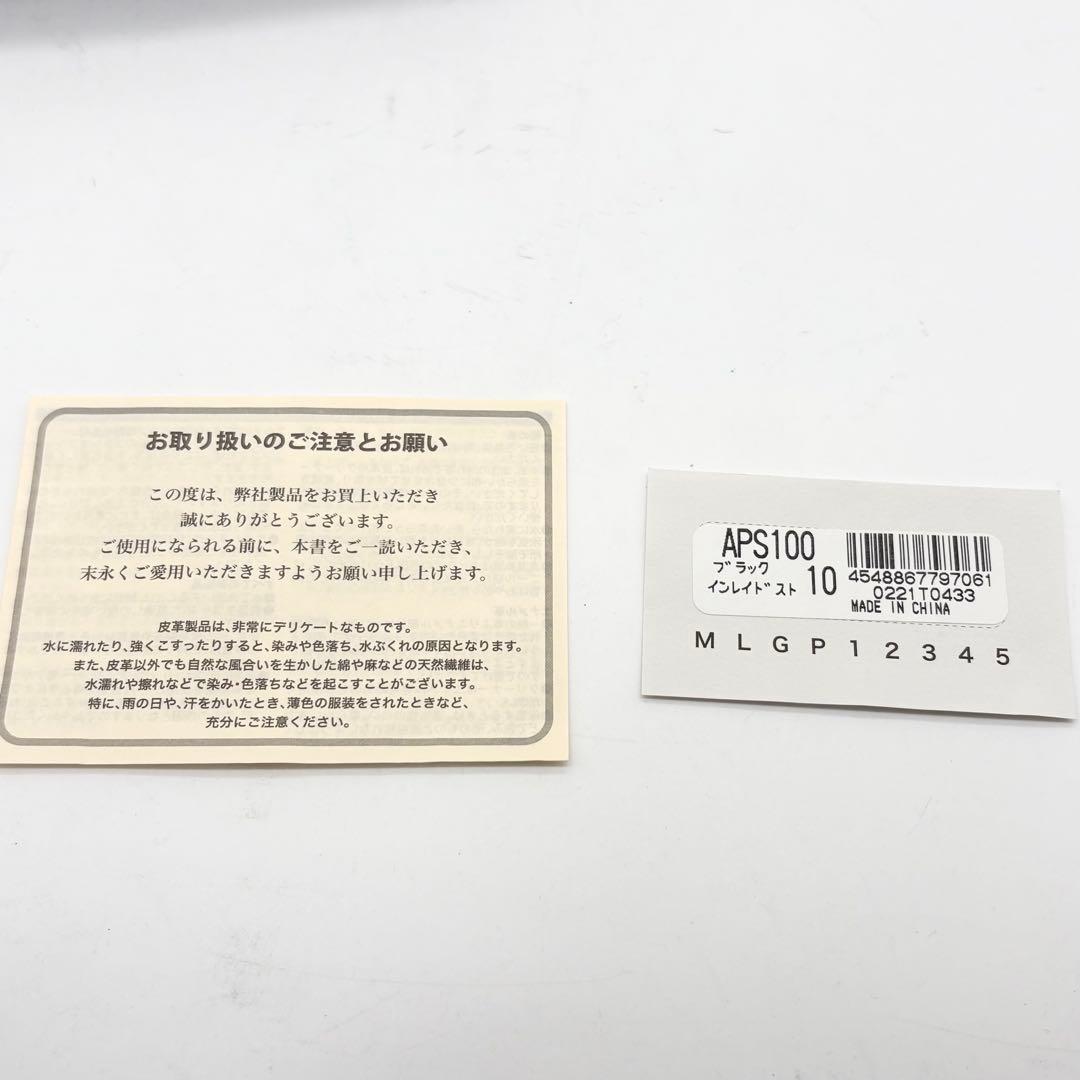 お取り扱いのご注意とお願い
この度は、弊社製品をお買上いただき
誠にありがとうございます。
ご使用になられる前に、本書をご一読いただき、
末永くご愛用いただきますようお願い申し上げます。
皮革製品は、非常にデリケートなものです。
水に濡れたり、強くこすったりすると、染みや色落ち、水ぶくれの原因となります。
また、皮革以外でも自然な風合いを生かした綿や麻などの天然繊維は、
水濡れや擦れなどで染み・色落ちなどを起こすことがございます。
特に、雨の日や、汗をかいたとき、薄色の服装をされたときなど、
充分にご注意ください。
APS100
ブラック
インレイドスト 10
4548867797061
0221T0433
MADE IN CHINA
M L G P 1 2 3 4 5